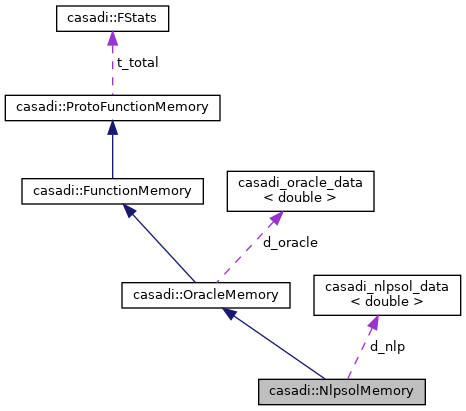 casadi::FStats
t_total
casadi::ProtoFunctionMemory
casadi::FunctionMemory
casadi_oracle_data
< double >
d_oracle
casadi::OracleMemory
casadi_nlpsol_data
< double >
d_nlp
casadi::NlpsolMemory